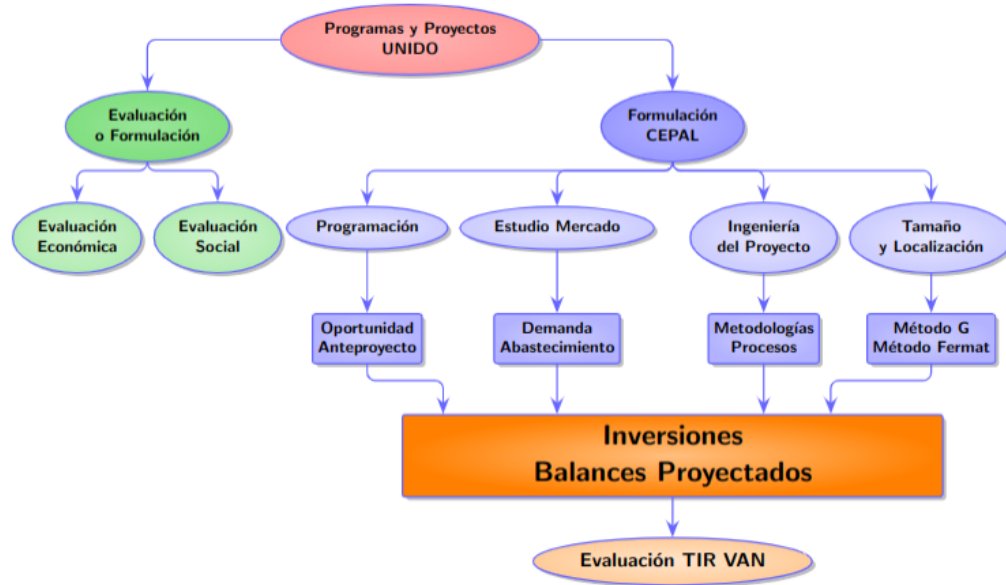 Programas y Proyectos
UNIDO
Evaluación
o Formulación
Formulación
CEPAL
Evaluación
Económica
Evaluación
Social
Programación
Estudio Mercado
Ingeniería
del Proyecto
Tamaño
y Localización
Oportunidad
Anteproyecto
Demanda
Abastecimiento
Metodologías
Procesos
Método G
Método Fermat
Inversiones
Balances Proyectados
Evaluación TIR VAN